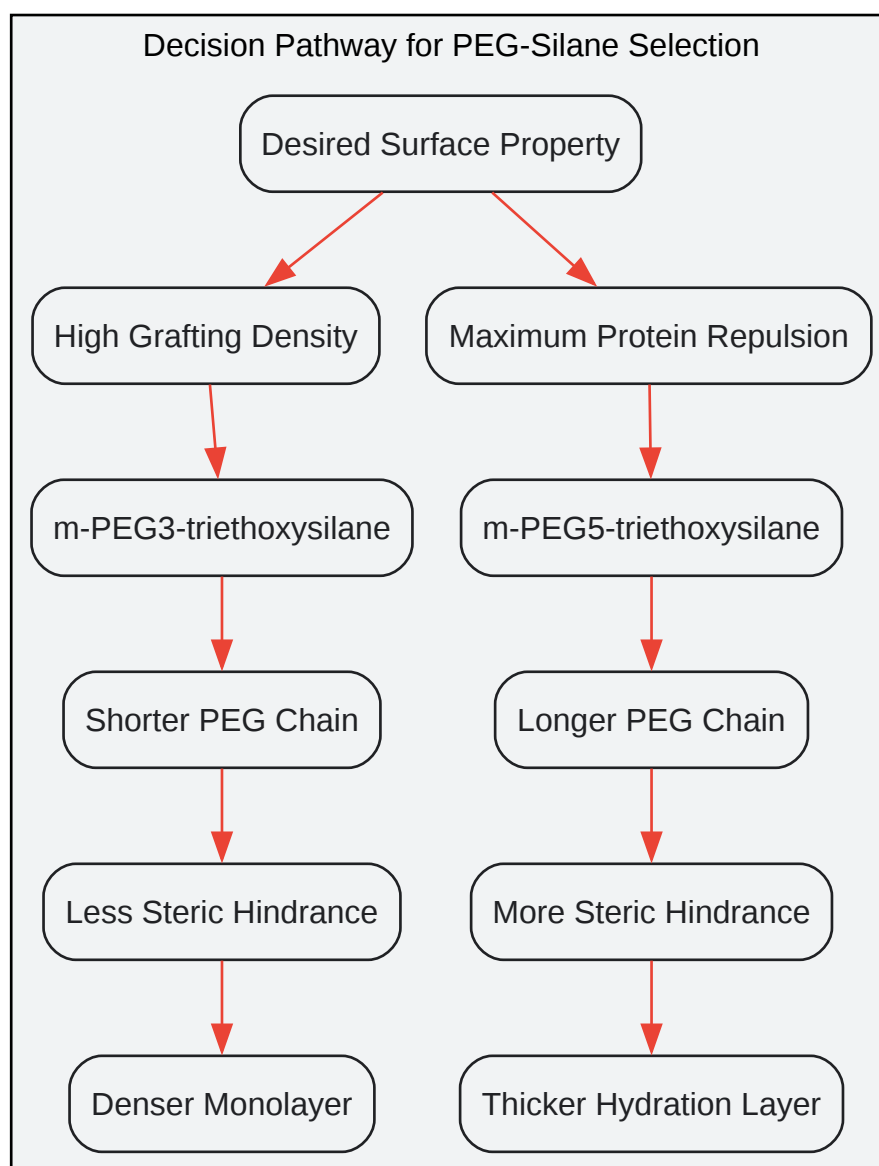 Decision Pathway for PEG-Silane Selection
Desired Surface Property
High Grafting Density
Maximum Protein Repulsion
m-PEG3-triethoxysilane
m-PEG5-triethoxysilane
Shorter PEG Chain
Longer PEG Chain
Less Steric Hindrance
More Steric Hindrance
Denser Monolayer
Thicker Hydration Layer